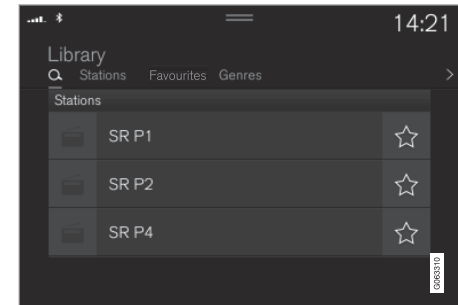 14:21
Library
Stations Favourites Genres
Stations
SR P1
SR P2
SR P4
G063310